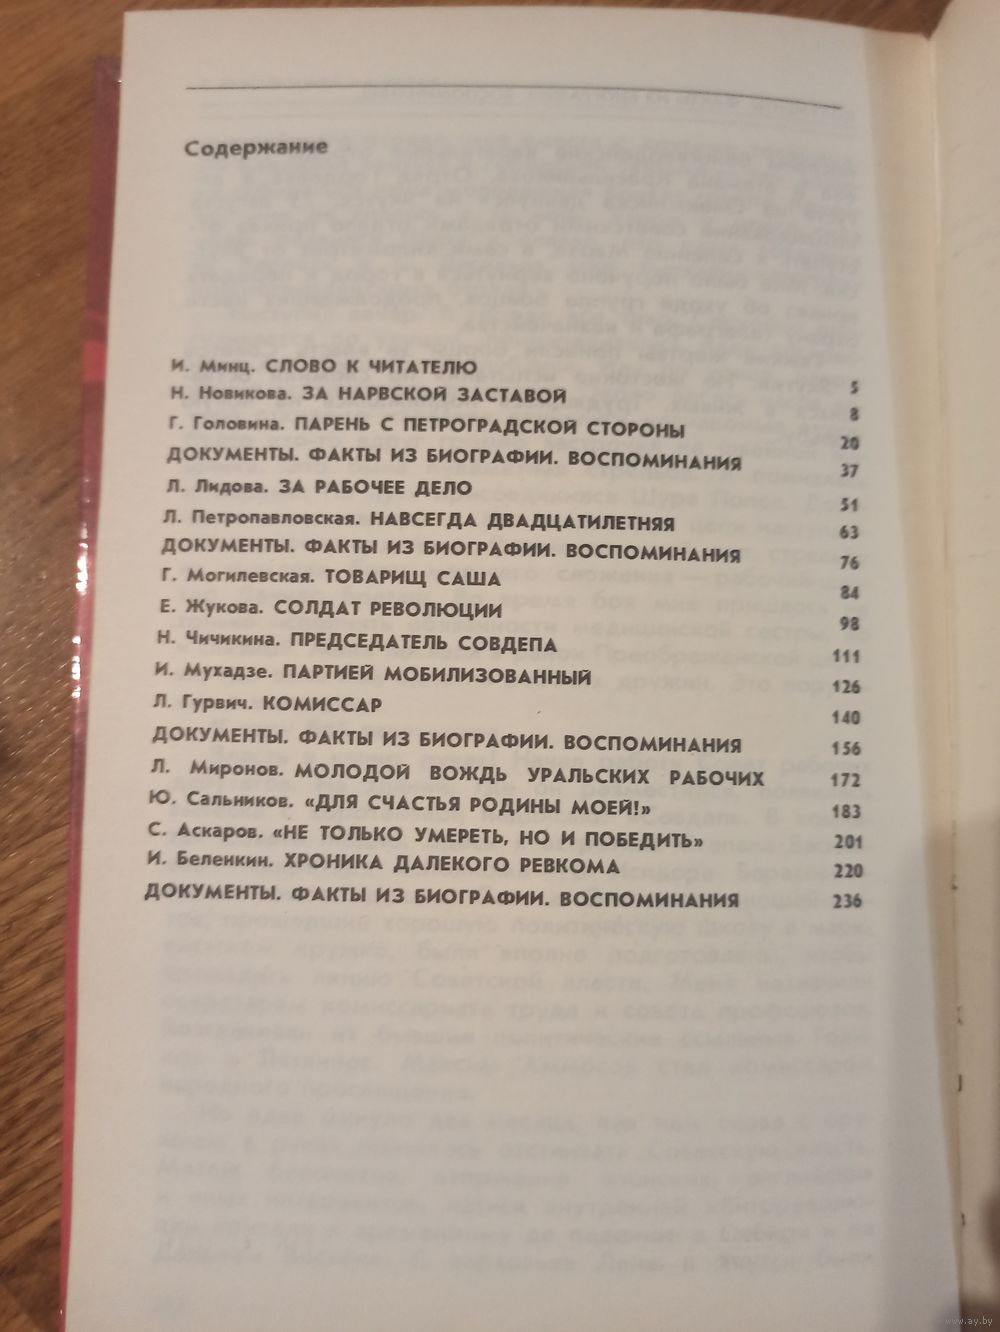 Содержание
И. Минц. СЛОВО К ЧИТАТЕЛЮ 5
Н. Новикова. ЗА НАРВСКОЙ ЗАСТАВОЙ 8
Г. Головина. ПАРЕНЬ С ПЕТРОГРАДСКОЙ СТОРОНЫ 20
ДОКУМЕНТЫ. ФАКТЫ ИЗ БИОГРАФИИ. ВОСПОМИНАНИЯ 37
Л. Лидова. ЗА РАБОЧЕЕ ДЕЛО 51
Л. Петропавловская. НАВСЕГДА ДВАДЦАТИЛЕТНЯЯ 63
ДОКУМЕНТЫ. ФАКТЫ ИЗ БИОГРАФИИ. ВОСПОМИНАНИЯ 76
Г. Могилевская. ТОВАРИЩ САША 84
Е. Жукова. СОЛДАТ РЕВОЛЮЦИИ 98
Н. Чичикина. ПРЕДСЕДАТЕЛЬ СОВДЕПА 111
И. Мухадзе. ПАРТИЕЙ МОБИЛИЗОВАННЫЙ 126
Л. Гурвич. КОМИССАР 140
ДОКУМЕНТЫ. ФАКТЫ ИЗ БИОГРАФИИ. ВОСПОМИНАНИЯ 156
Л. Миронов. МОЛОДОЙ ВОЖДЬ УРАЛЬСКИХ РАБОЧИХ 172
Ю. Сальников. «ДЛЯ СЧАСТЬЯ РОДИНЫ МОЕЙ!» 183
С. Аскаров. «НЕ ТОЛЬКО УМЕРЕТЬ, НО И ПОБЕДИТЬ» 201
И. Беленкин. ХРОНИКА ДАЛЕКОГО РЕВКОМА 220
ДОКУМЕНТЫ. ФАКТЫ ИЗ БИОГРАФИИ. ВОСПОМИНАНИЯ 236
www.ay.by